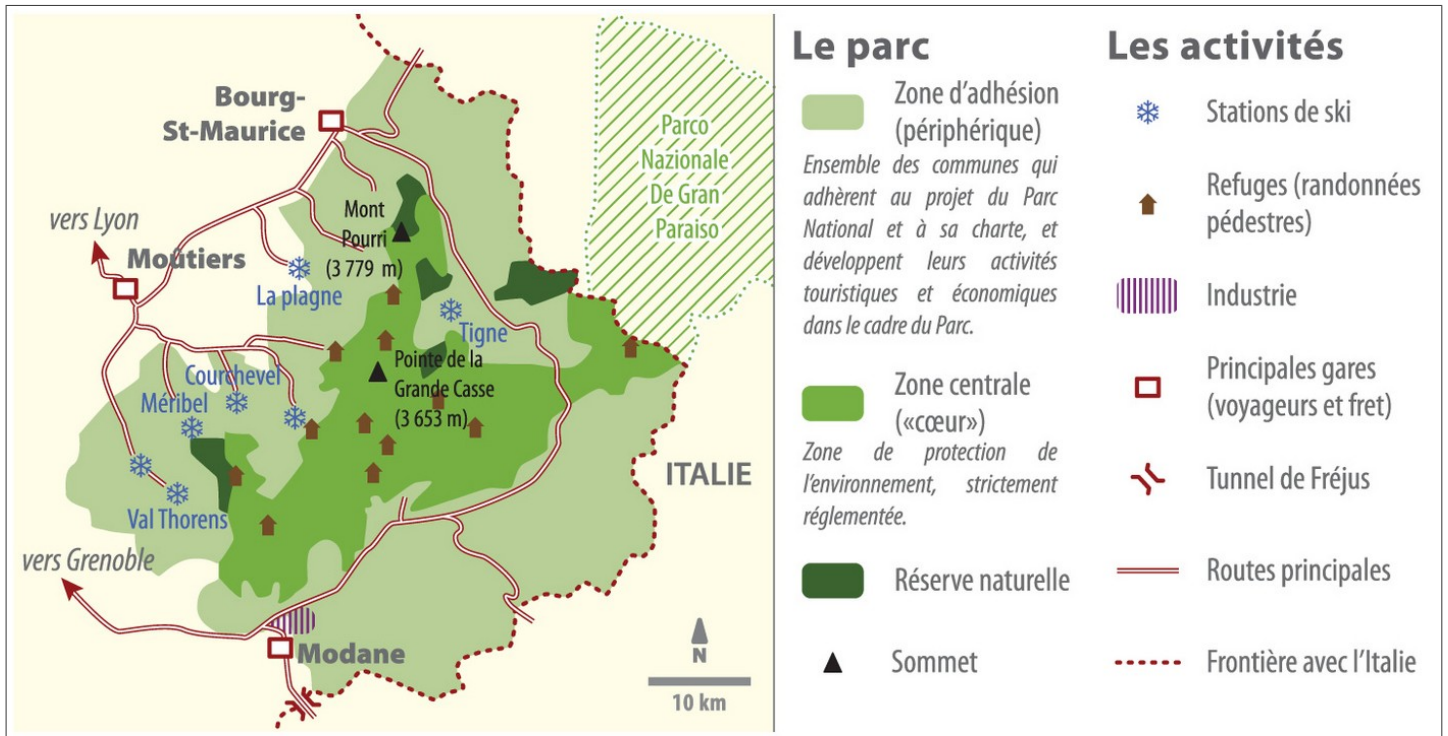 Bourg-
St-Maurice
vers Lyon
Moûtiers
Mont
Pourri
(3 779 m)
La plagne
Tigne
Parco
Nazionale
De Gran
Paraiso
Pointe de la
Grande Casse
(3 653 m)
Courchevel
Méribel
Val Thorens
ITALIE
vers Grenoble
Modane
N
10 km
Le parc
Zone d'adhésion
(périphérique)
Ensemble des communes qui
adhèrent au projet du Parc
National et à sa charte, et
développent leurs activités
touristiques et économiques
dans le cadre du Parc.
Zone centrale
(«cœur»)
Zone de protection de
l'environnement, strictement
réglementée.
Réserve naturelle
Sommet
Les activités
Stations de ski
Refuges (randonnées
pédestres)
Industrie
Principales gares
(voyageurs et fret)
Tunnel de Fréjus
Routes principales
Frontière avec l'Italie